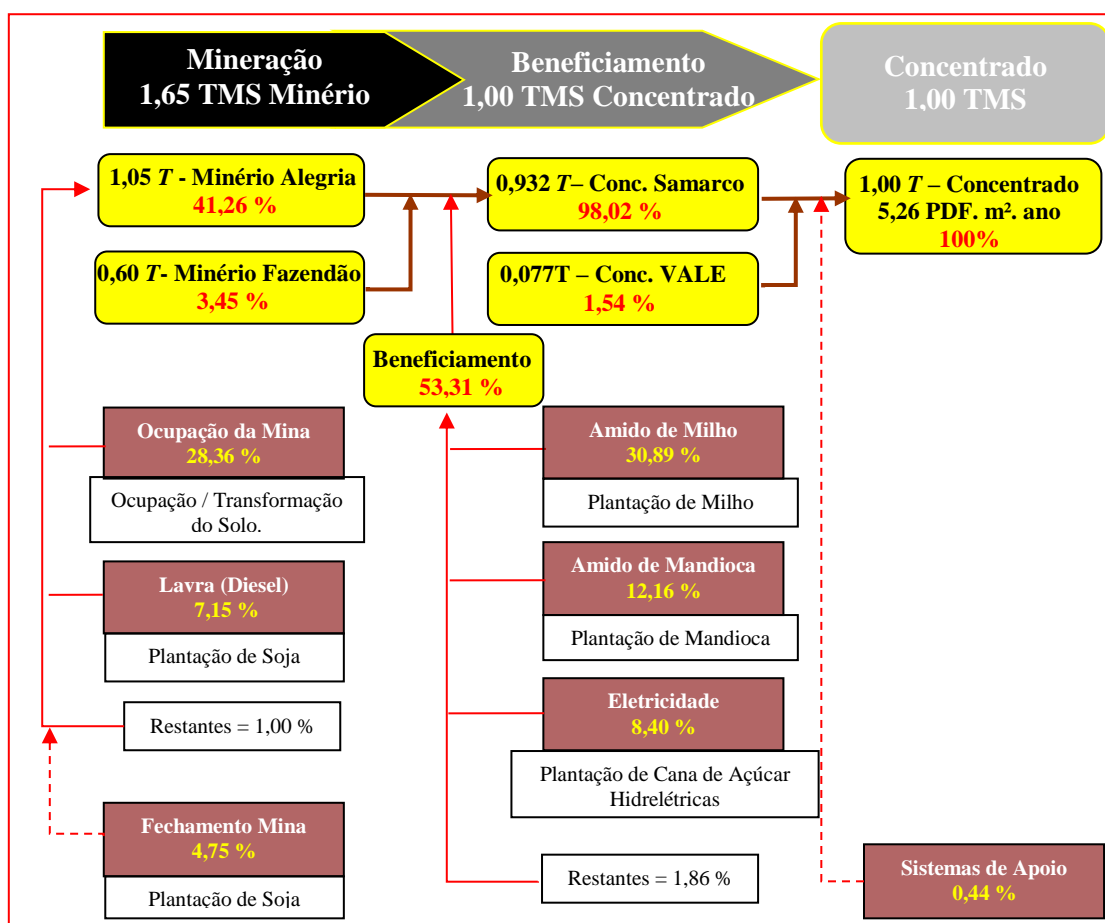 Mineração
1,65 TMS Minério
Beneficiamento
1,00 TMS Concentrado
Concentrado
1,00 TMS
1,05 T - Minério Alegria
41,26 %
0,932 T– Conc. Samarco
98,02 %
1,00 T – Concentrado
5,26 PDF. m². ano
100%
0,60 T- Minério Fazendão
3,45 %
0,077T – Conc. VALE
1,54 %
Beneficiamento
53,31 %
Ocupação da Mina
28,36 %
Ocupação / Transformação
do Solo.
Lavra (Diesel)
7,15 %
Plantação de Soja
Restantes = 1,00 %
Fechamento Mina
4,75 %
Plantação de Soja
Amido de Milho
30,89 %
Plantação de Milho
Amido de Mandioca
12,16 %
Plantação de Mandioca
Eletricidade
8,40 %
Plantação de Cana de Açúcar
Hidrelétricas
Restantes = 1,86 %
Sistemas de Apoio
0,44 %